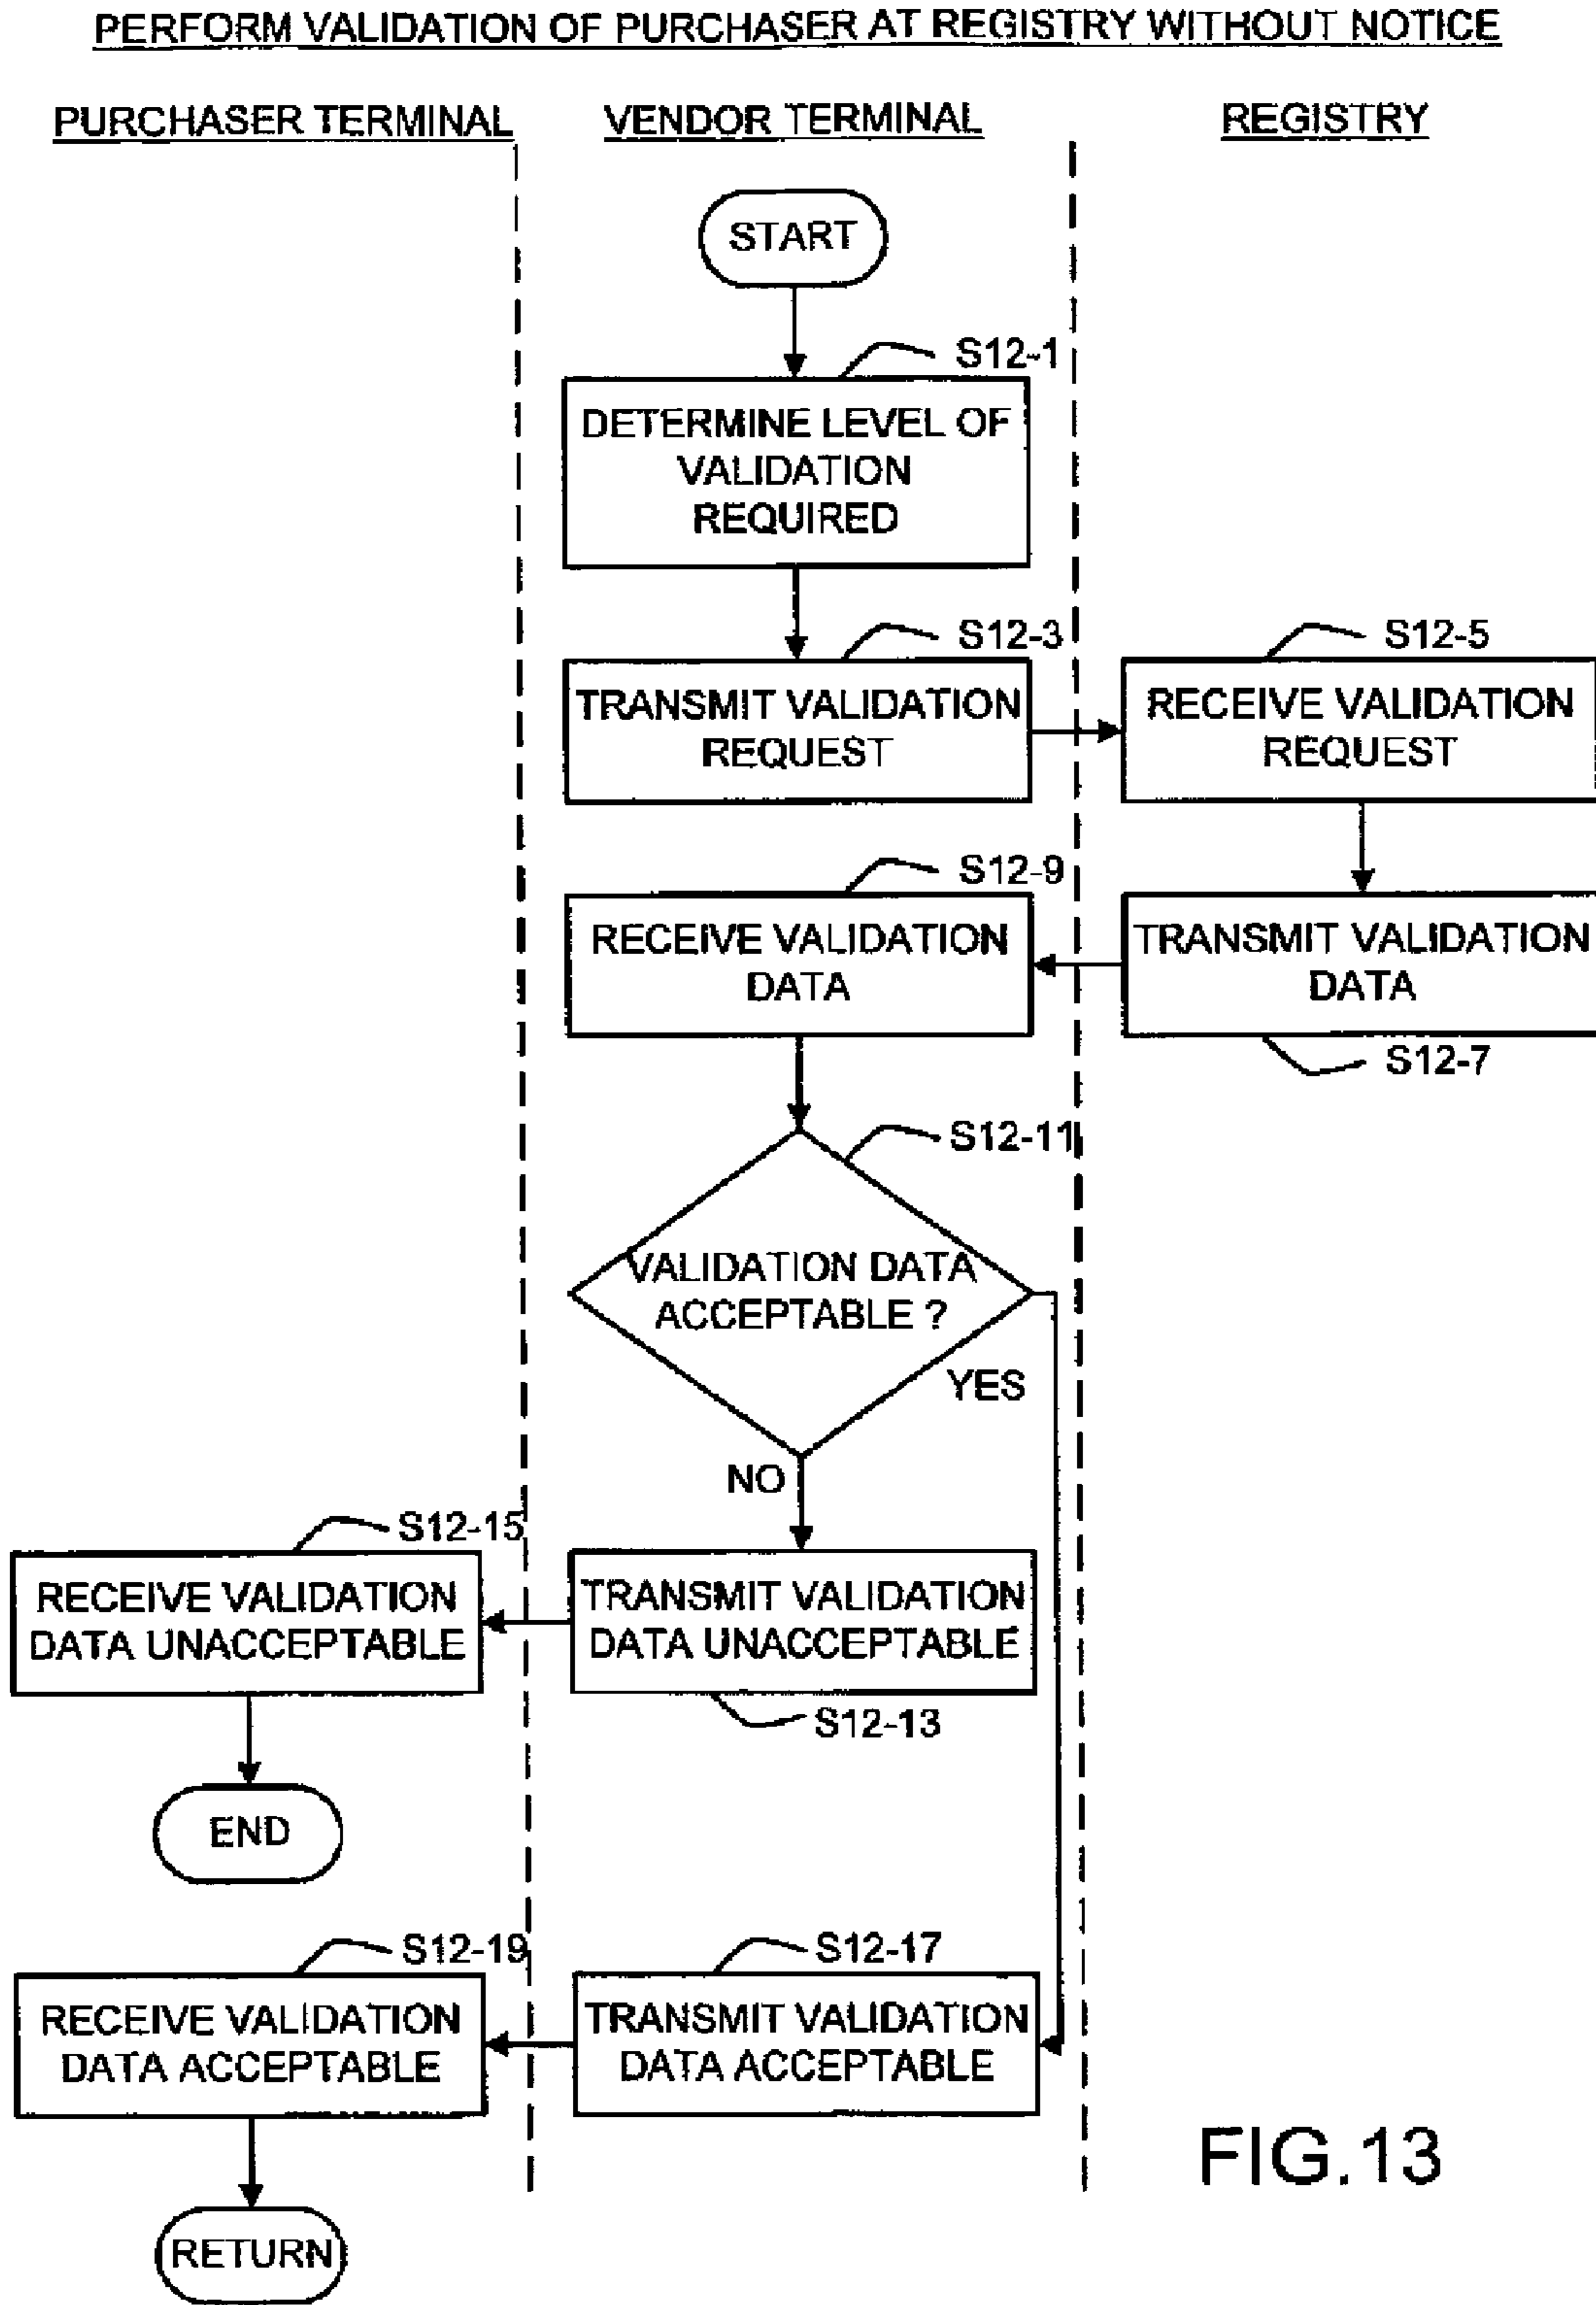 PERFORM VALIDATION OF PURCHASER AT REGISTRY WITHOUT NOTICE
PURCHASER TERMINAL
VENDOR TERMINAL
REGISTRY
START
S12-1
DETERMINE LEVEL OF
VALIDATION
REQUIRED
S12-3
TRANSMIT VALIDATION
REQUEST
S12-5
RECEIVE VALIDATION
REQUEST
S12-9
RECEIVE VALIDATION
DATA
TRANSMIT VALIDATION
DATA
S12-7
S12-11
VALIDATION DATA
ACCEPTABLE ?
YES
NO
S12-15
RECEIVE VALIDATION
DATA UNACCEPTABLE
TRANSMIT VALIDATION
DATA UNACCEPTABLE
S12-13
END
S12-19
RECEIVE VALIDATION
DATA ACCEPTABLE
S12-17
TRANSMIT VALIDATION
DATA ACCEPTABLE
RETURN
FIG.13